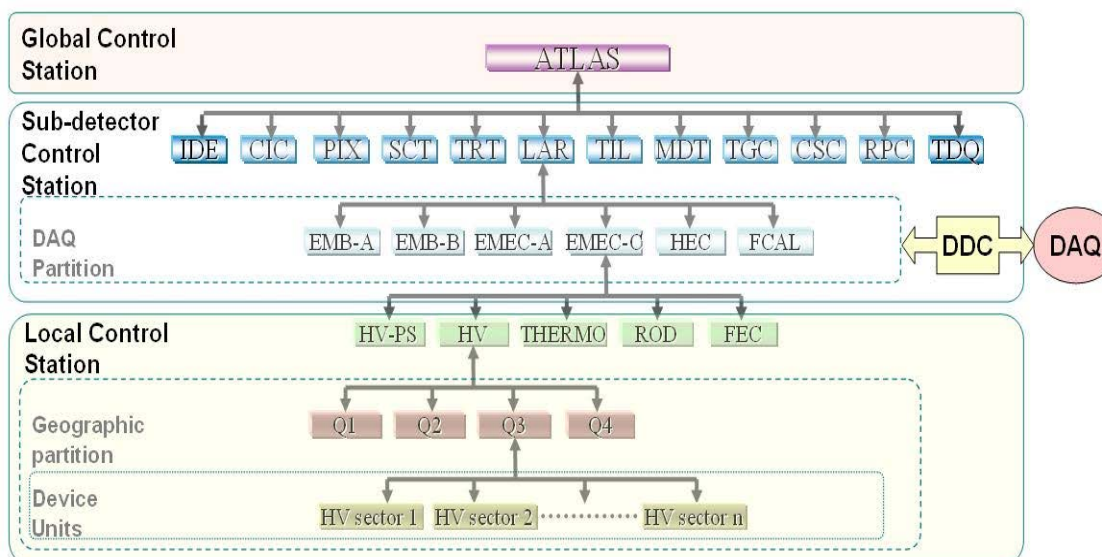 Global Control
Station
ATLAS
Sub-detector
Control
Station
IDE CIC PIX SCT TRT LAR TIL MDT TGC CSC RPC TDQ
DAQ
Partition
EMB-A EMB-B EMEC-A EMEC-C HEC FCAL
DDC
DAQ
Local Control
Station
HV-PS HV THERMO ROD FEC
Geographic
partition
Q1 Q2 Q3 Q4
Device
Units
HV sector 1 HV sector 2 HV sector n